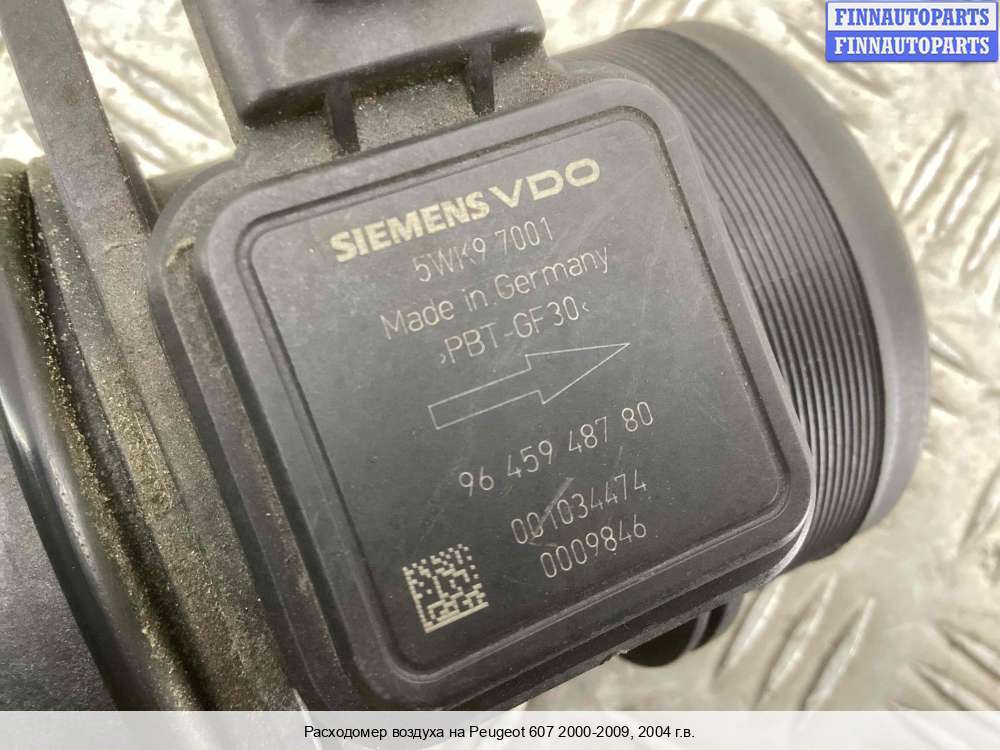 FINNAUTOPARTS
FINNAUTOPARTS
SIEMENS VDO
5WK9 7001
Made in Germany
›PBT-GF30‹
96 459 487 80
001034474
0009846
Расходомер воздуха на Peugeot 607 2000-2009, 2004 г.в.